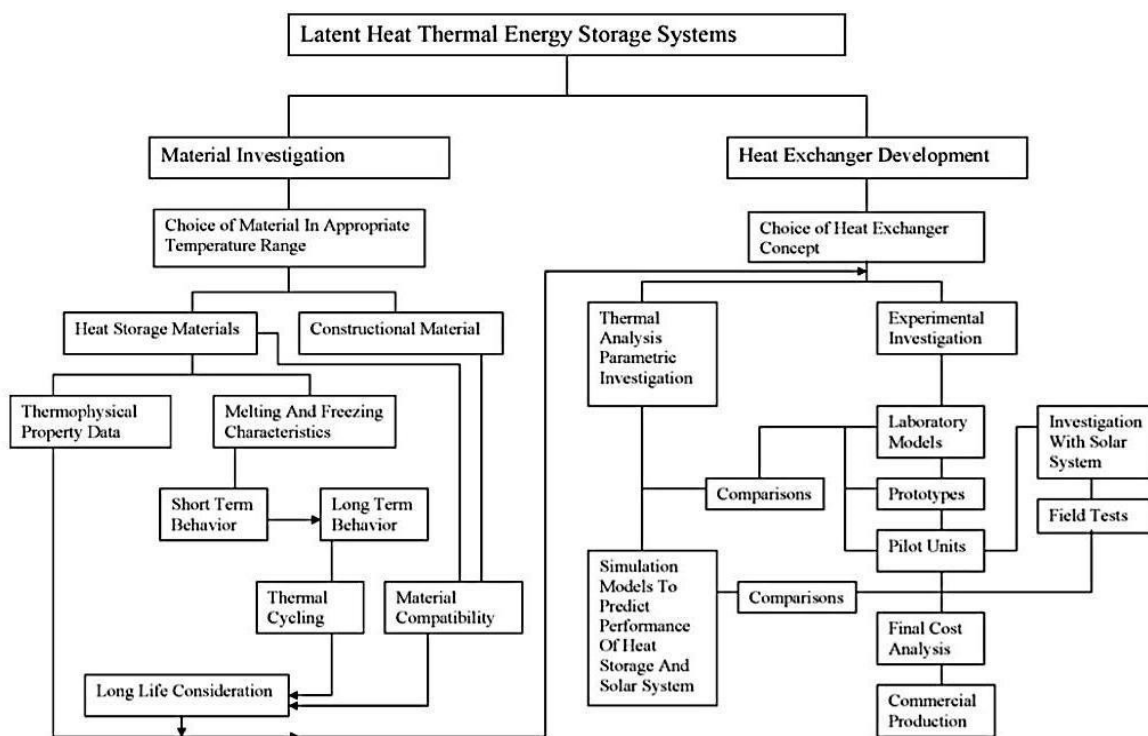 Latent Heat Thermal Energy Storage Systems
Material Investigation
Heat Exchanger Development
Choice of Material In Appropriate
Temperature Range
Choice of Heat Exchanger
Concept
Heat Storage Materials
Constructional Material
Thermal
Analysis
Parametric
Investigation
Experimental
Investigation
Thermophysical
Property Data
Melting And Freezing
Characteristics
Laboratory
Models
Investigation
With Solar
System
Short Term
Behavior
Long Term
Behavior
Comparisons
Prototypes
Field Tests
Pilot Units
Thermal
Cycling
Material
Compatibility
Simulation
Models To
Predict
Performance
Of Heat
Storage And
Solar System
Comparisons
Final Cost
Analysis
Long Life Consideration
Commercial
Production